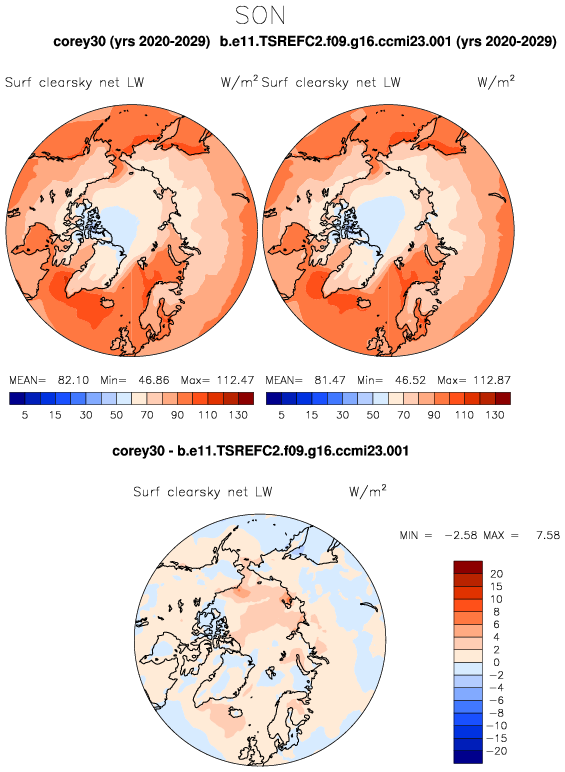 SON
corey30 (yrs 2020-2029) b.e11.TSREFC2.f09.g16.ccmi23.001 (yrs 2020-2029)
Surf clearsky net LW W/m² Surf clearsky net LW W/m²
MEAN= 82.10 Min= 46.86 Max= 112.47 MEAN= 81.47 Min= 46.52 Max= 112.87
5 15 30 50 70 90 110 130 5 15 30 50 70 90 110 130
corey30 - b.e11.TSREFC2.f09.g16.ccmi23.001
Surf clearsky net LW W/m²
MIN = -2.58 MAX = 7.58
20
15
10
8
6
4
2
0
-2
-4
-6
-8
-10
-15
-20